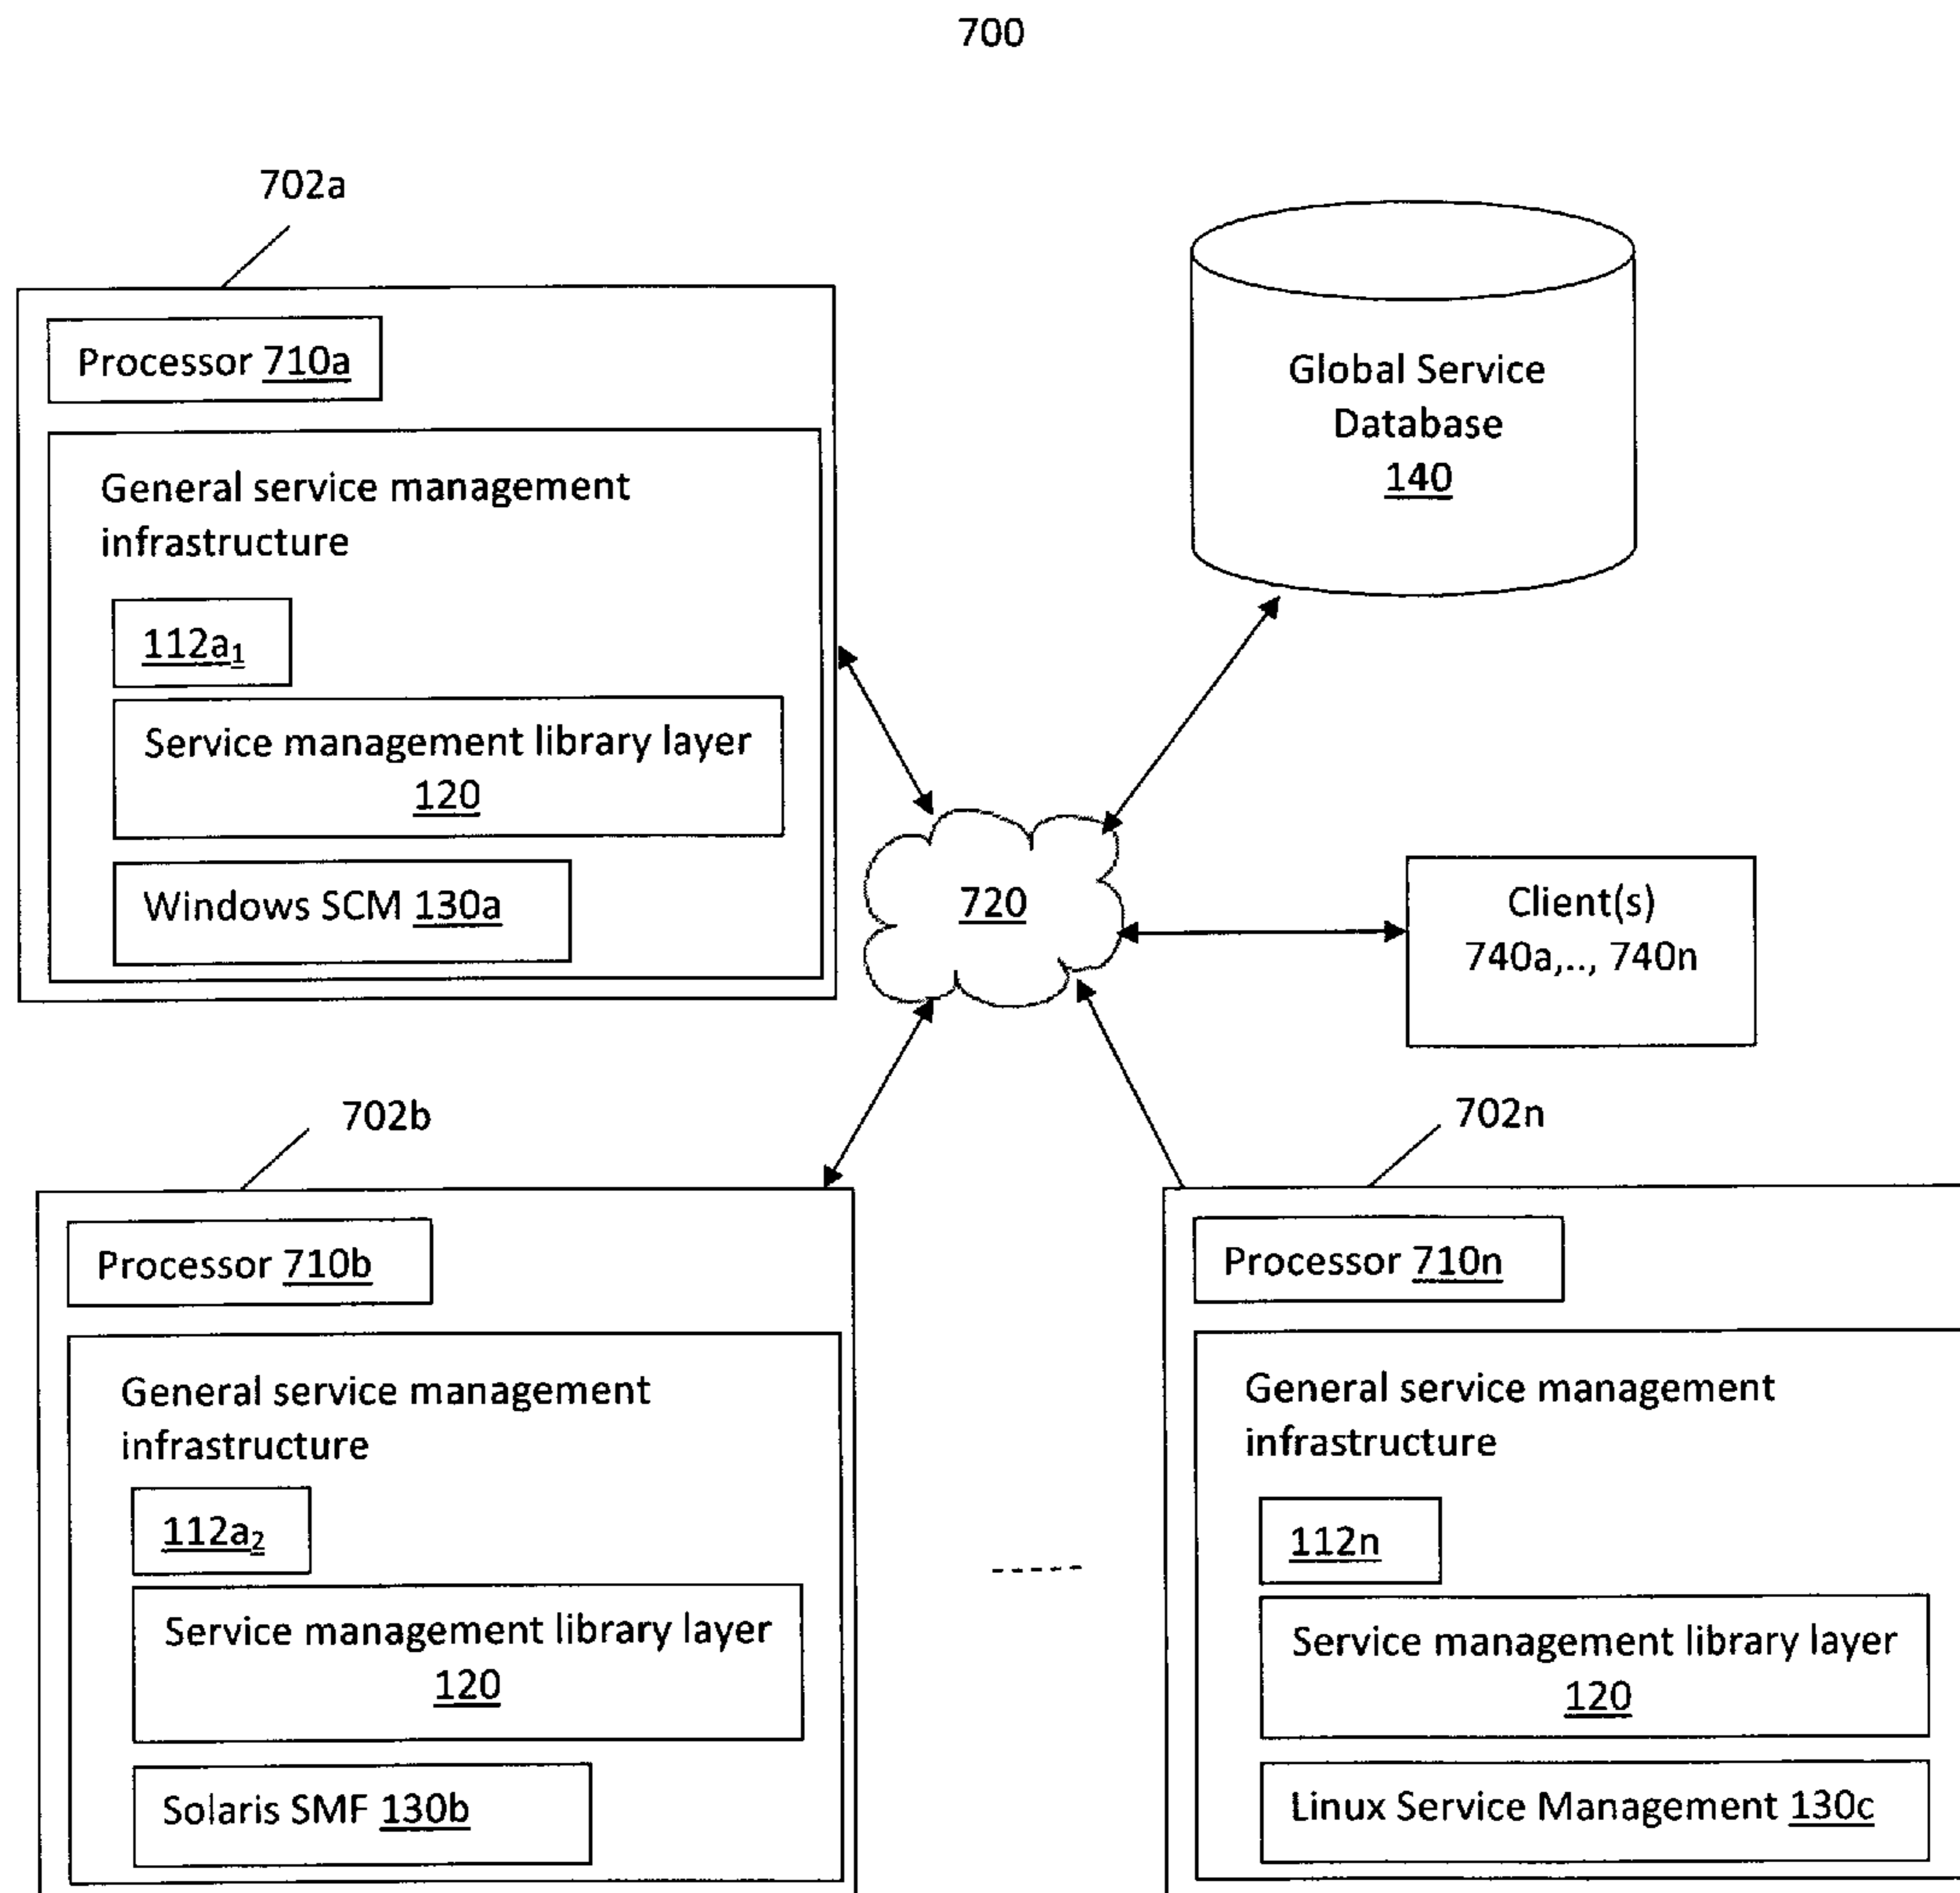 700
702a
Processor 710a
General service management
infrastructure
112a₁
Service management library layer
120
Windows SCM 130a
Global Service
Database
140
720
Client(s)
740a,.., 740n
702b
Processor 710b
General service management
infrastructure
112a₂
Service management library layer
120
Solaris SMF 130b
702n
Processor 710n
General service management
infrastructure
112n
Service management library layer
120
Linux Service Management 130c